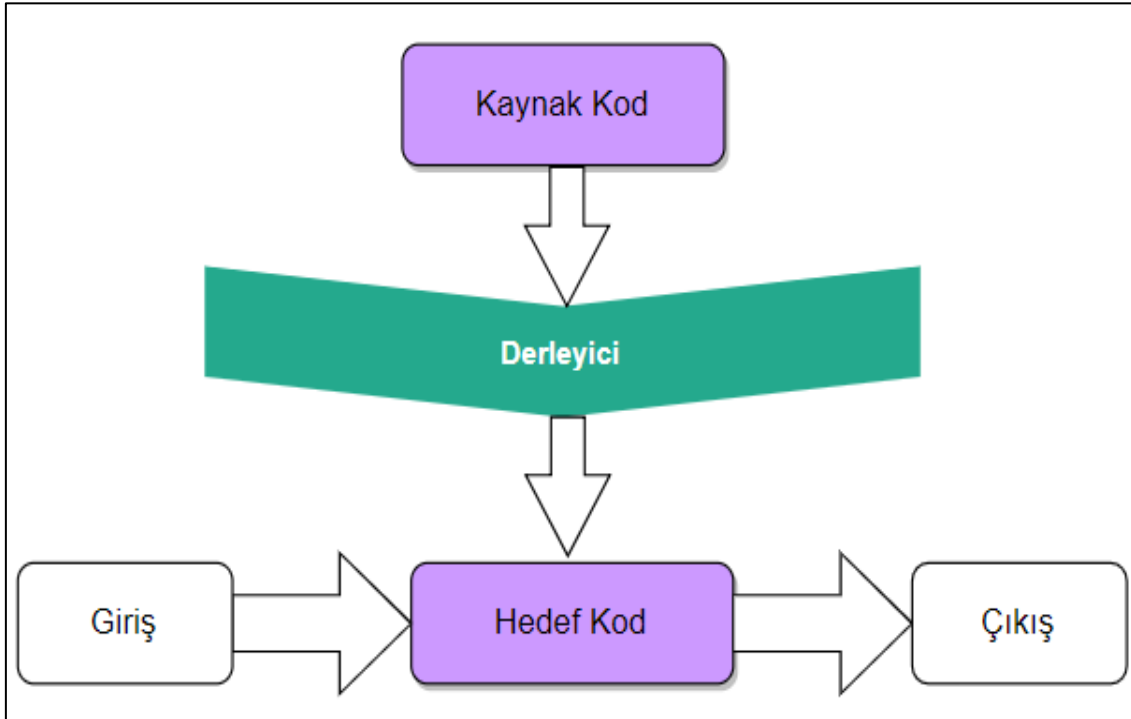 Kaynak Kod
Derleyici
Giriş
Hedef Kod
Çıkış